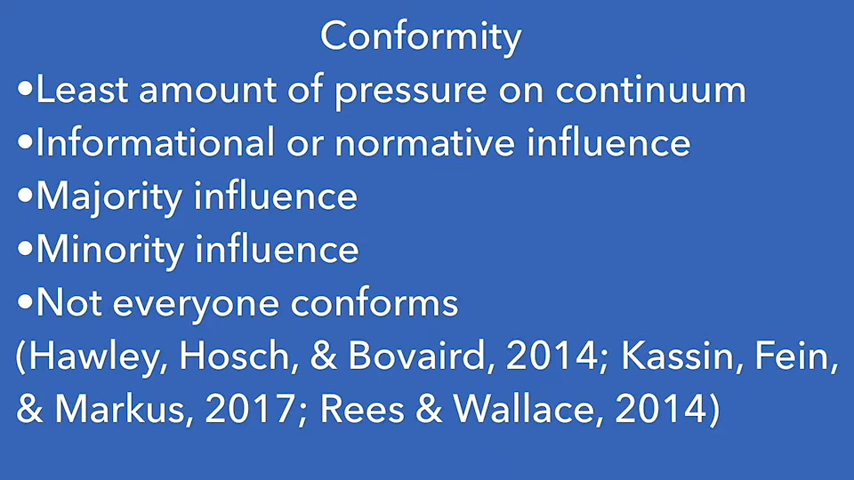 Conformity
•Least amount of pressure on continuum
•Informational or normative influence
•Majority influence
•Minority influence
•Not everyone conforms
(Hawley, Hosch, & Bovaird, 2014; Kassin, Fein,
& Markus, 2017; Rees & Wallace, 2014)